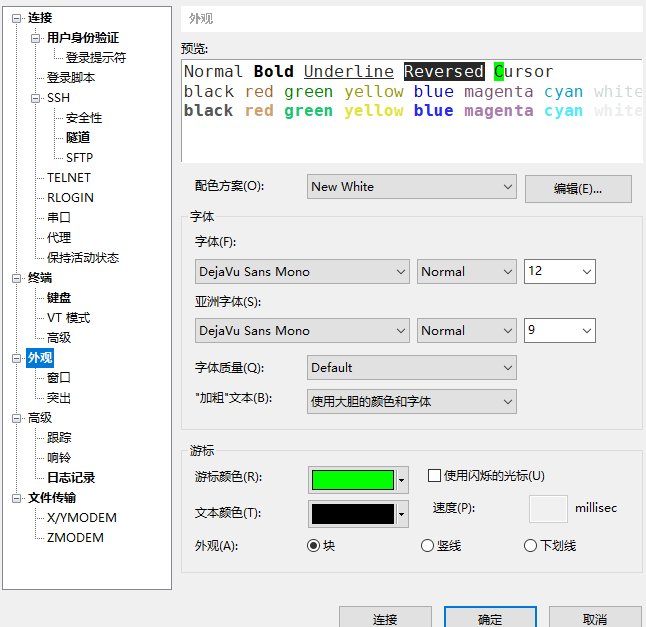 连接
用户身份验证
登录提示符
登录脚本
SSH
安全性
隧道
SFTP
TELNET
RLOGIN
串口
代理
保持活动状态
终端
键盘
VT 模式
高级
外观
窗口
突出
高级
跟踪
响铃
日志记录
文件传输
X/YMODEM
ZMODEM
外观
预览:
Normal Bold Underline Reversed Cursor
black red green yellow blue magenta cyan white
black red green yellow blue magenta cyan white
配色方案(O): New White 编辑(E)...
字体
字体(F):
DejaVu Sans Mono Normal 12
亚洲字体(S):
DejaVu Sans Mono Normal 9
字体质量(Q): Default
"加粗"文本(B): 使用大胆的颜色和字体
游标
游标颜色(R): 使用闪烁的光标(U)
文本颜色(T): 速度(P): millisec
外观(A): 块 竖线 下划线
连接 确定 取消